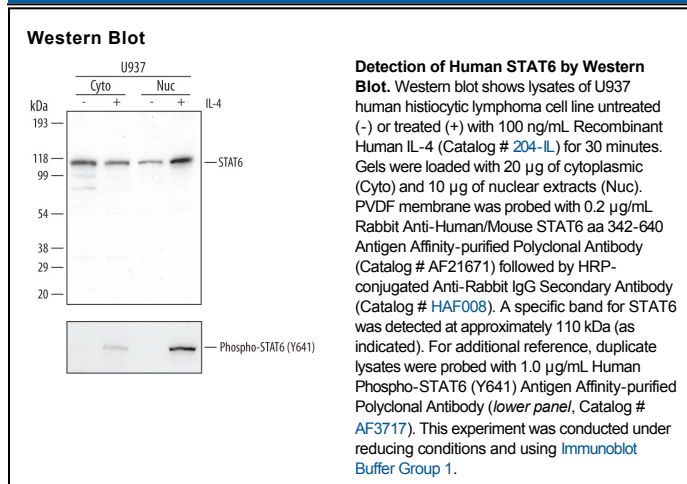 Western Blot
U937
Cyto Nuc
kDa - + - + IL-4
193
118 STAT6
99
54
38
29
20
Phospho-STAT6 (Y641)
Detection of Human STAT6 by Western
Blot. Western blot shows lysates of U937
human histiocytic lymphoma cell line untreated
(-) or treated (+) with 100 ng/mL Recombinant
Human IL-4 (Catalog # 204-IL) for 30 minutes.
Gels were loaded with 20 µg of cytoplasmic
(Cyto) and 10 µg of nuclear extracts (Nuc).
PVDF membrane was probed with 0.2 µg/mL
Rabbit Anti-Human/Mouse STAT6 aa 342-640
Antigen Affinity-purified Polyclonal Antibody
(Catalog # AF21671) followed by HRP-
conjugated Anti-Rabbit IgG Secondary Antibody
(Catalog # HAF008). A specific band for STAT6
was detected at approximately 110 kDa (as
indicated). For additional reference, duplicate
lysates were probed with 1.0 µg/mL Human
Phospho-STAT6 (Y641) Antigen Affinity-purified
Polyclonal Antibody (lower panel, Catalog #
AF3717). This experiment was conducted under
reducing conditions and using Immunoblot
Buffer Group 1.